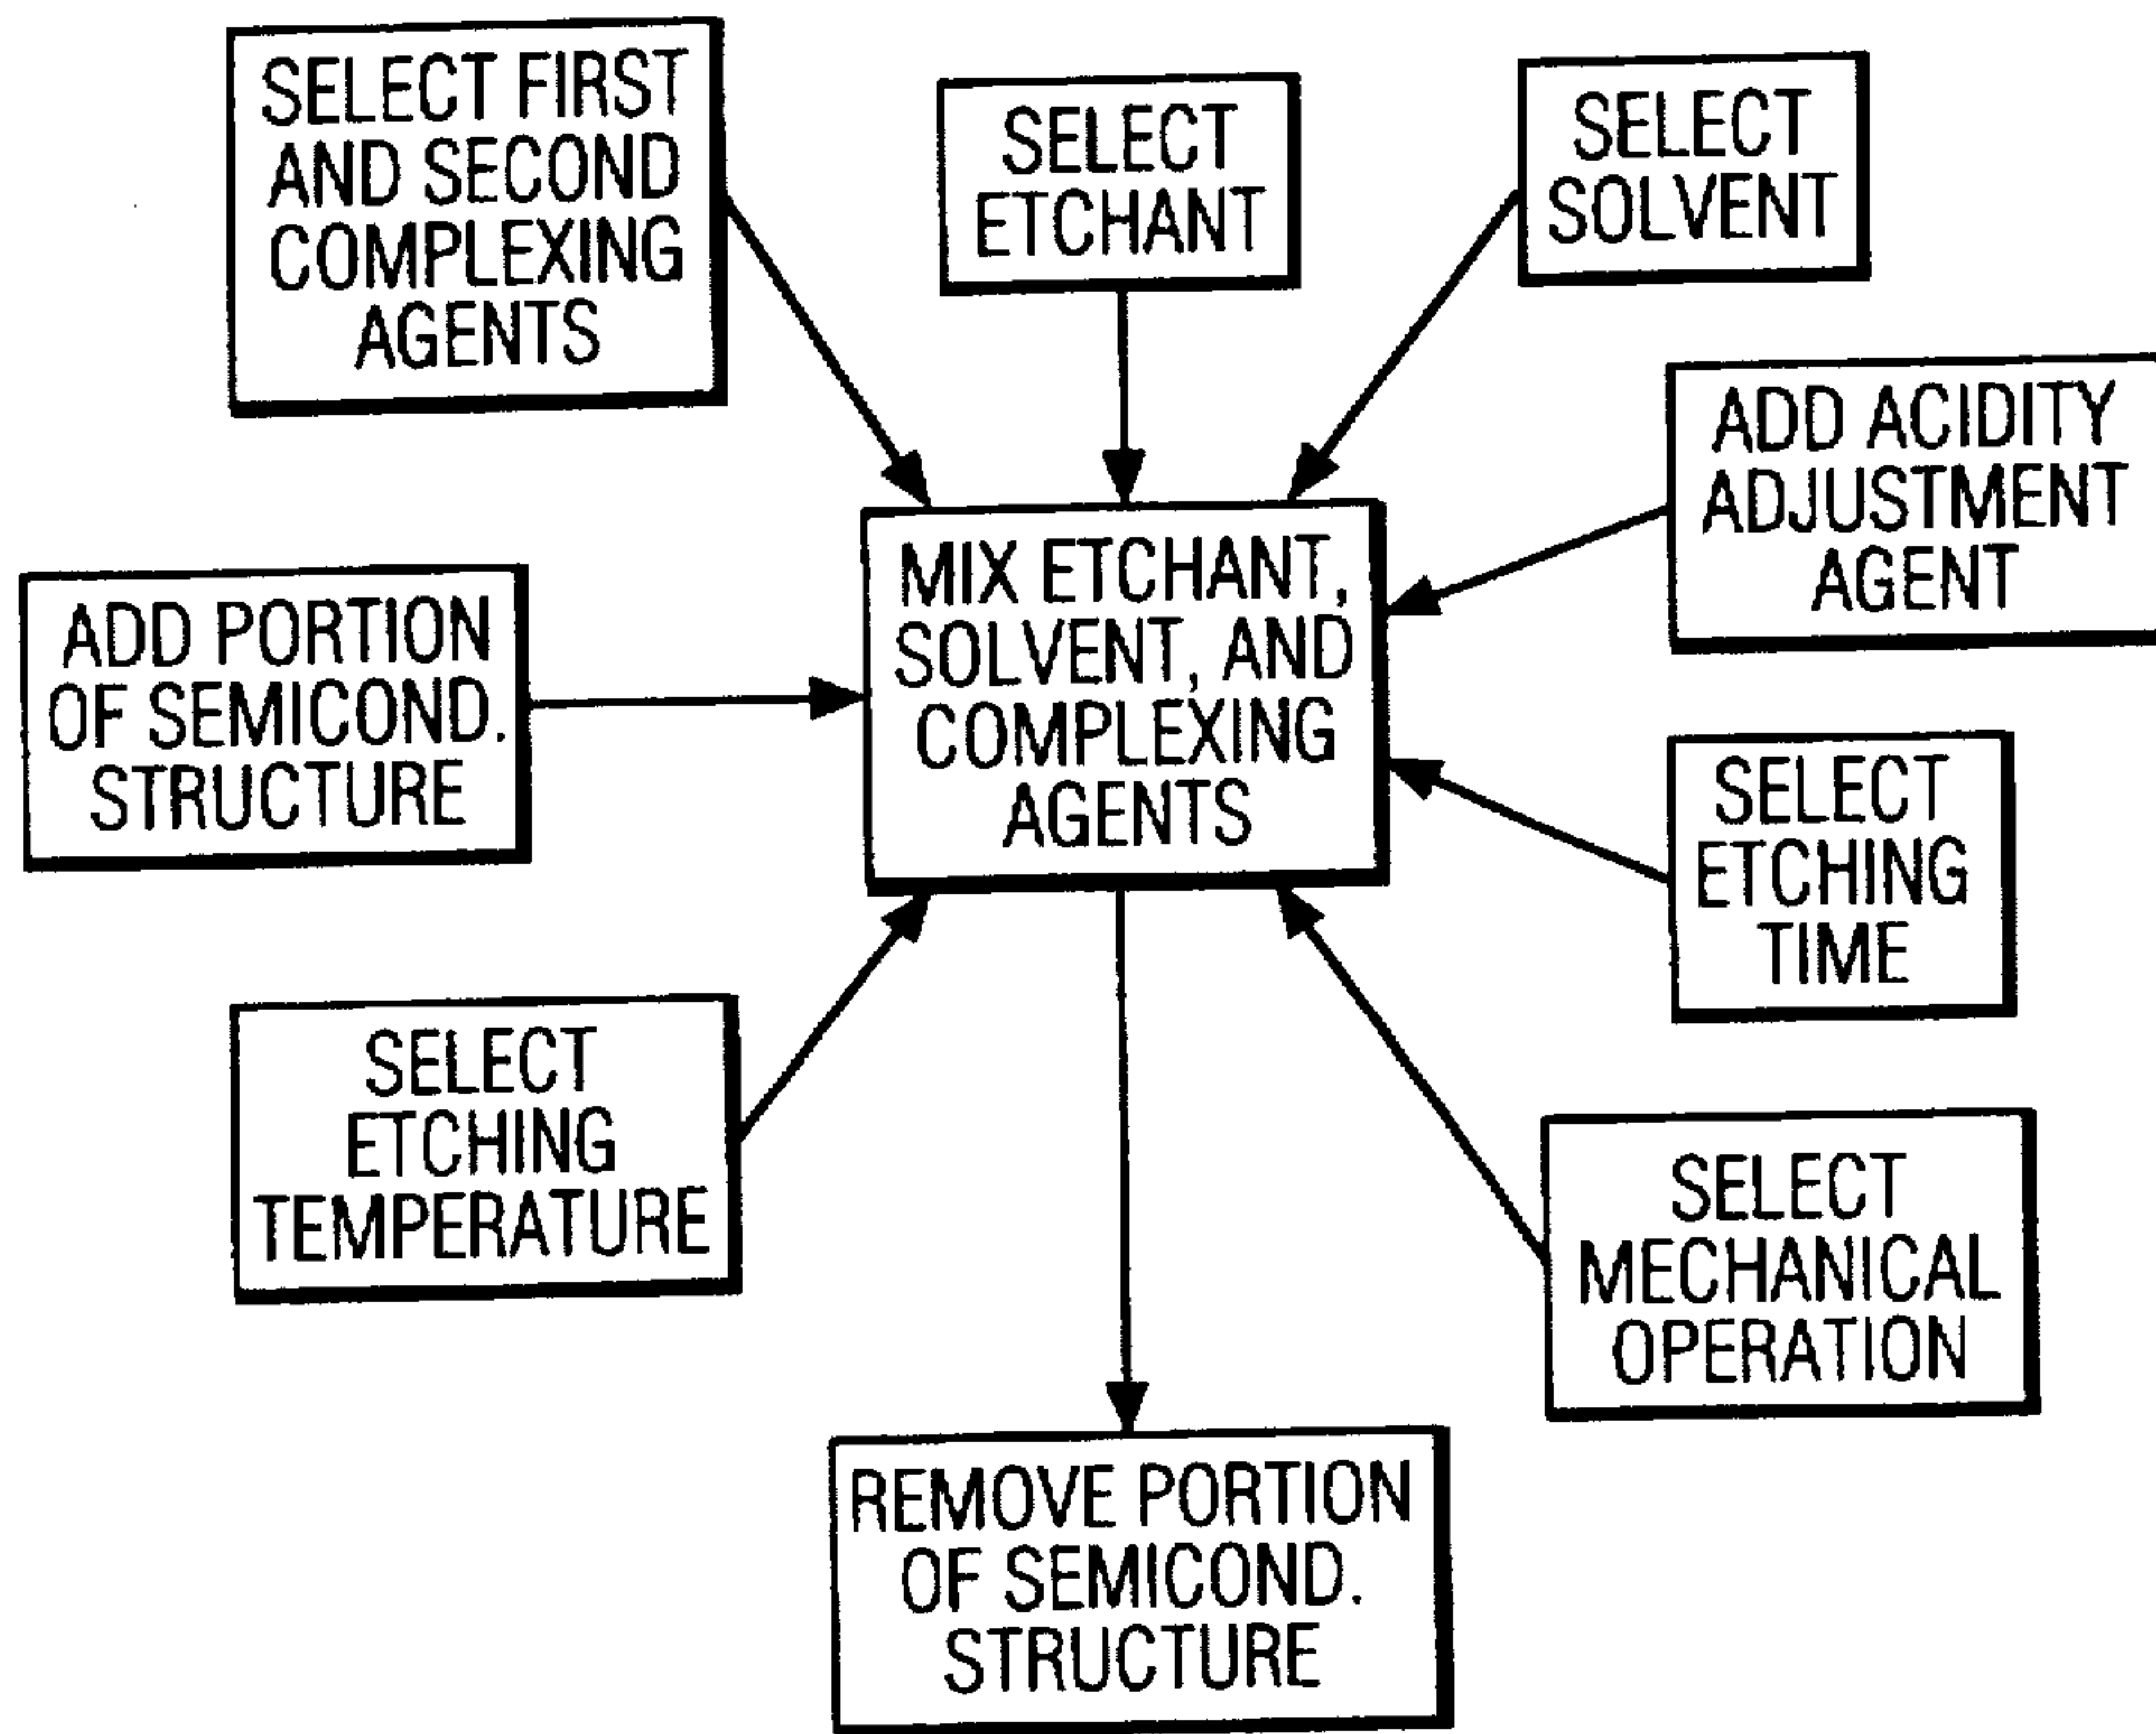 SELECT FIRST
AND SECOND
COMPLEXING
AGENTS
SELECT
ETCHANT
SELECT
SOLVENT
ADD ACIDITY
ADJUSTMENT
AGENT
ADD PORTION
OF SEMICOND.
STRUCTURE
MIX ETCHANT,
SOLVENT, AND
COMPLEXING
AGENTS
SELECT
ETCHING
TIME
SELECT
ETCHING
TEMPERATURE
SELECT
MECHANICAL
OPERATION
REMOVE PORTION
OF SEMICOND.
STRUCTURE